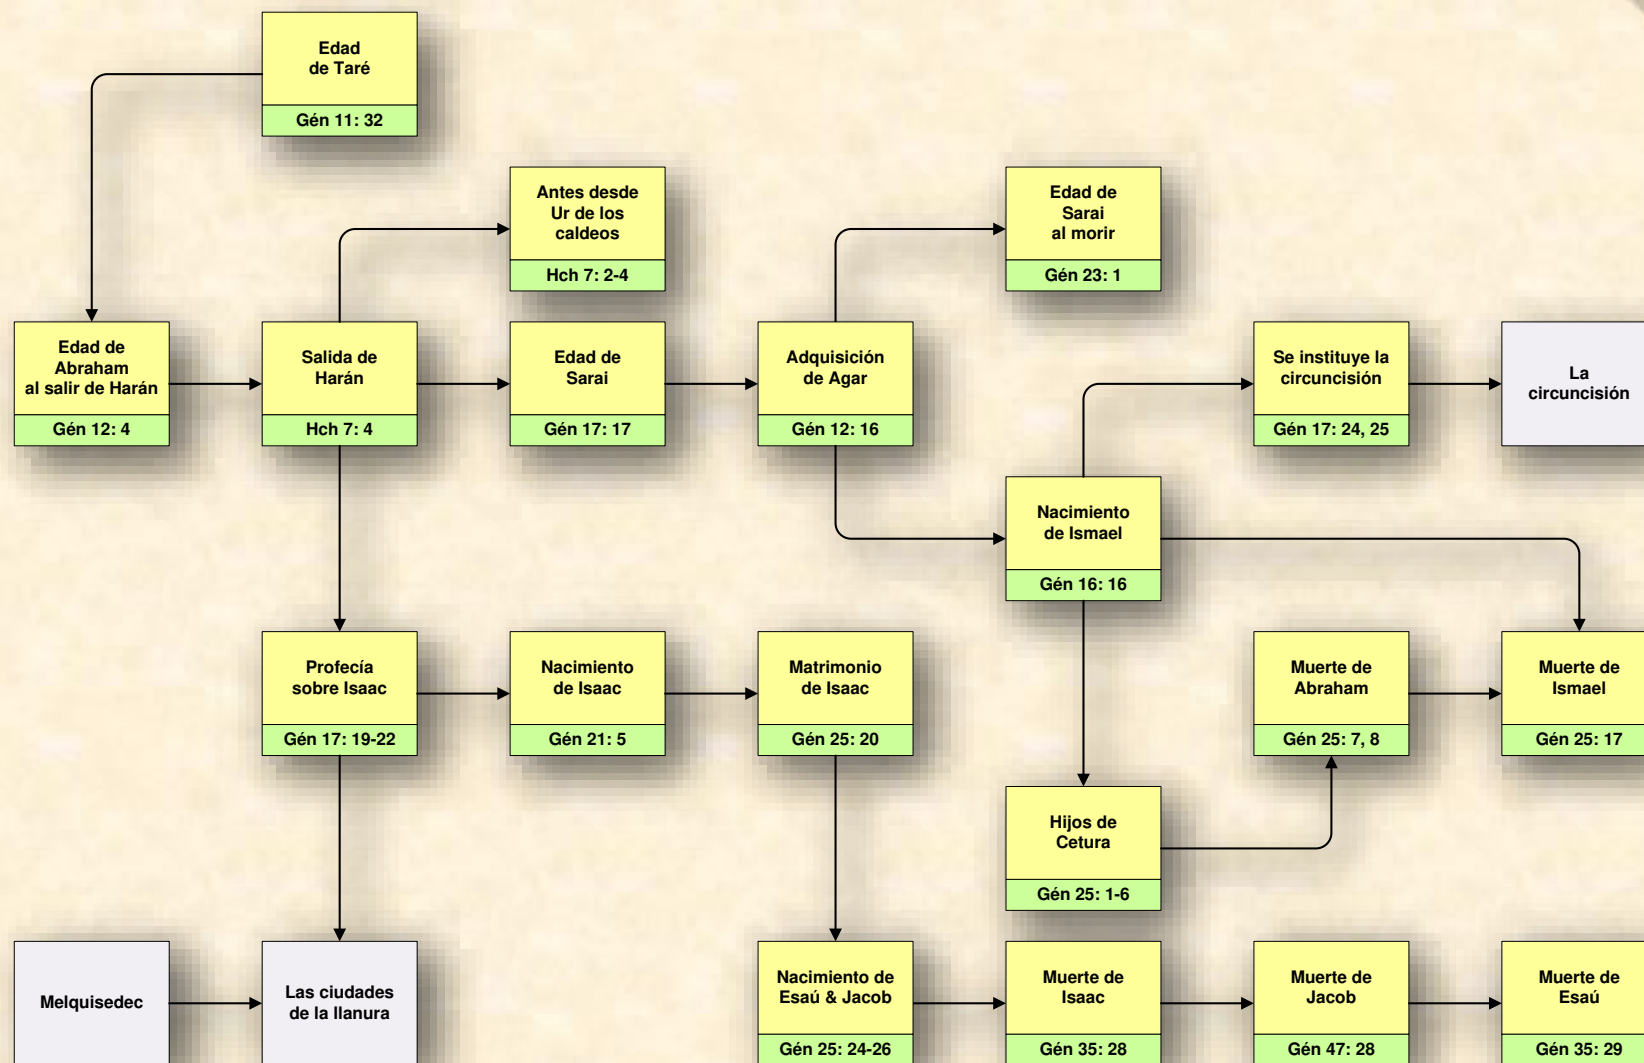 Edad
de Taré
Gén 11: 32
Antes desde
Ur de los
caldeos
Hch 7: 2-4
Edad de
Sarai
al morir
Gén 23: 1
Edad de
Abraham
al salir de Harán
Gén 12: 4
Salida de
Harán
Hch 7: 4
Edad de
Sarai
Gén 17: 17
Adquisición
de Agar
Gén 12: 16
Se instituye la
circuncisión
Gén 17: 24, 25
La
circuncisión
Nacimiento
de Ismael
Gén 16: 16
Profecía
sobre Isaac
Gén 17: 19-22
Nacimiento
de Isaac
Gén 21: 5
Matrimonio
de Isaac
Gén 25: 20
Muerte de
Abraham
Gén 25: 7, 8
Muerte de
Ismael
Gén 25: 17
Hijos de
Cetura
Gén 25: 1-6
Melquisedec
Las ciudades
de la llanura
Nacimiento de
Esaú & Jacob
Gén 25: 24-26
Muerte de
Isaac
Gén 35: 28
Muerte de
Jacob
Gén 47: 28
Muerte de
Esaú
Gén 35: 29